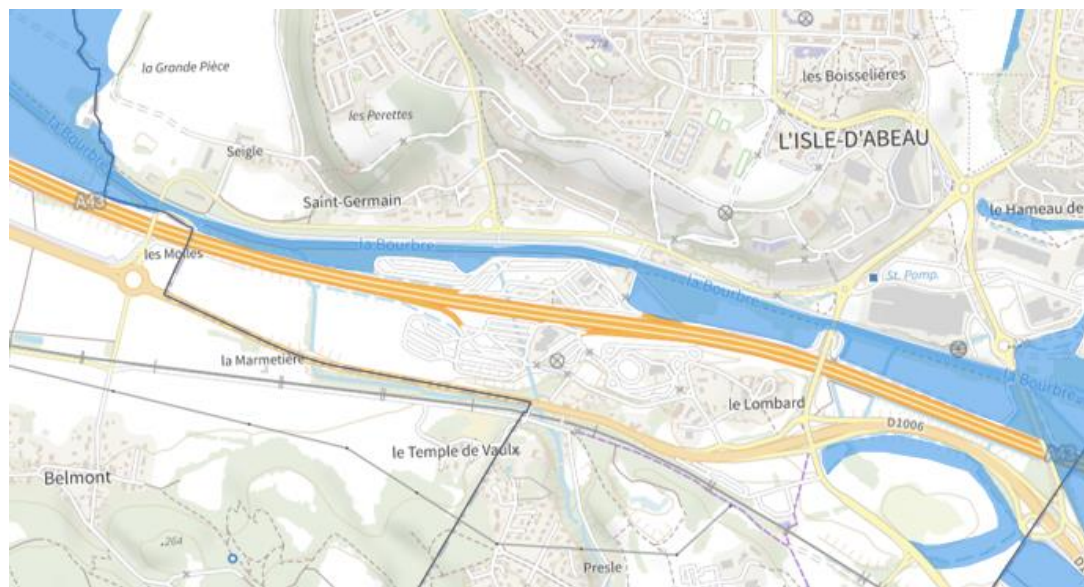 278
les Boisselières
la Grande Pièce
les Perettes
L'ISLE-D'ABEAU
la Bourbre
Seigle
Saint-Germain
A43
le Hameau de
la Bourbre
les Molles
la Bourbre
St. Pomp.
la Marmetière
la Bourbre
le Lombard
D1006
le Temple de Vaulx
Belmont
.264
Presle